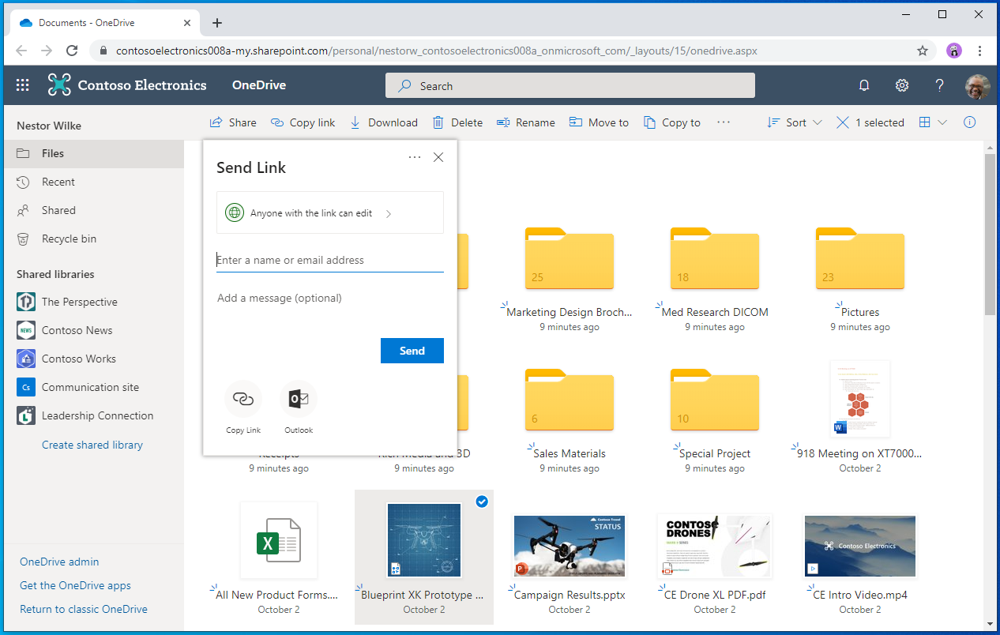 Documents - OneDrive
contosoelectronics008a-my.sharepoint.com/personal/nestorw_contosoelectronics008a_onmicrosoft_com/_layouts/15/onedrive.aspx
Contoso Electronics OneDrive Search
Nestor Wilke
Share Copy link Download Delete Rename Move to Copy to ··· Sort 1 selected
Files
Recent
Shared
Recycle bin
Shared libraries
The Perspective
NEWS Contoso News
Contoso Works
Cs Communication site
Leadership Connection
Create shared library
OneDrive admin
Get the OneDrive apps
Return to classic OneDrive
Send Link
Anyone with the link can edit
Enter a name or email address
Add a message (optional)
Send
Copy Link Outlook
25 18 23
Marketing Design Broch... Med Research DICOM Pictures
9 minutes ago 9 minutes ago 9 minutes ago
6 10
W
Receipts Rich Media and 3D Sales Materials Special Project 918 Meeting on XT7000...
9 minutes ago 9 minutes ago 9 minutes ago 9 minutes ago October 2
X
Contoso Travel
STATUS
P
CONTOSO
DRONES
Contoso Electronics
All New Product Forms.... Blueprint XK Prototype ... Campaign Results.pptx CE Drone XL PDF.pdf CE Intro Video.mp4
October 2 October 2 October 2 October 2 October 2